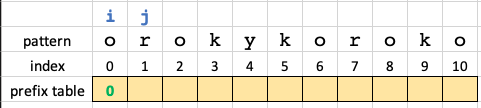 i j
pattern o r o k y k o r o k o
index 0 1 2 3 4 5 6 7 8 9 10
prefix table 0